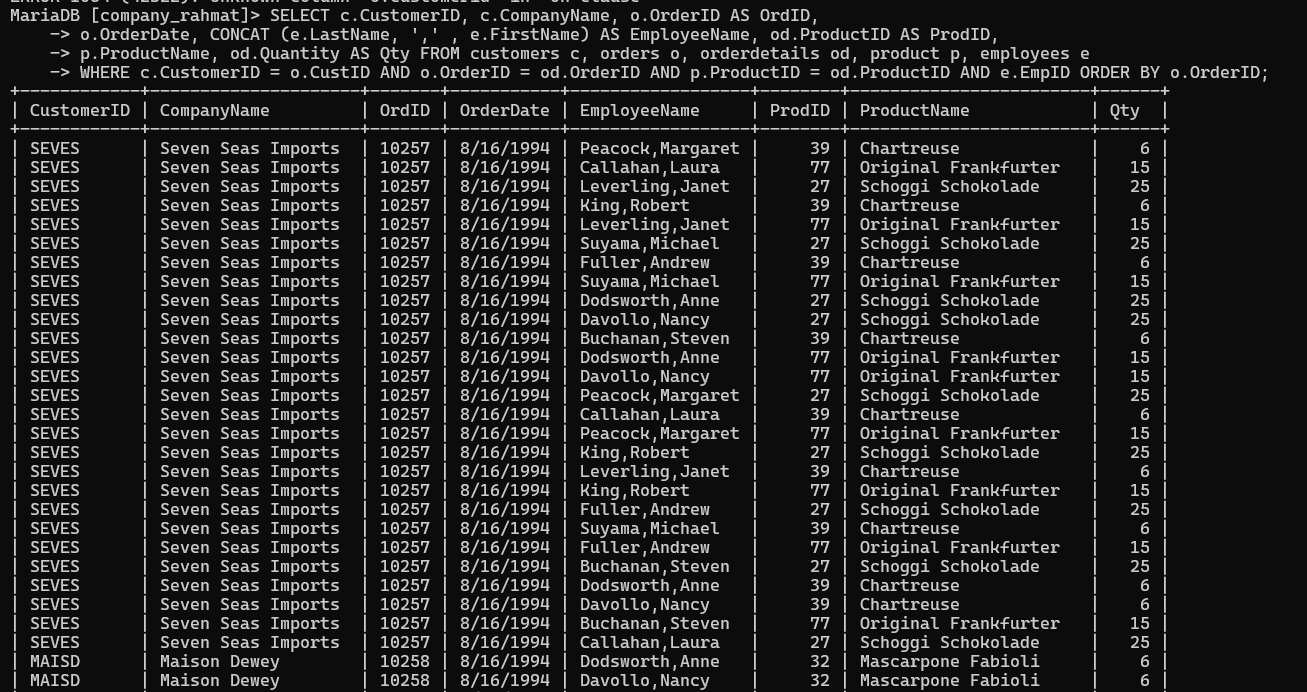 MariaDB [company_rahmat]> SELECT c.CustomerID, c.CompanyName, o.OrderID AS OrdID,
    -> o.OrderDate, CONCAT (e.LastName, ',' , e.FirstName) AS EmployeeName, od.ProductID AS ProdID,
    -> p.ProductName, od.Quantity AS Qty FROM customers c, orders o, orderdetails od, product p, employees e
    -> WHERE c.CustomerID = o.CustID AND o.OrderID = od.OrderID AND p.ProductID = od.ProductID AND e.EmpID ORDER BY o.OrderID;
| CustomerID | CompanyName | OrdID | OrderDate | EmployeeName | ProdID | ProductName | Qty |
| SEVES | Seven Seas Imports | 10257 | 8/16/1994 | Peacock,Margaret | 39 | Chartreuse | 6 |
| SEVES | Seven Seas Imports | 10257 | 8/16/1994 | Callahan,Laura | 77 | Original Frankfurter | 15 |
| SEVES | Seven Seas Imports | 10257 | 8/16/1994 | Leverling,Janet | 27 | Schoggi Schokolade | 25 |
| SEVES | Seven Seas Imports | 10257 | 8/16/1994 | King,Robert | 39 | Chartreuse | 6 |
| SEVES | Seven Seas Imports | 10257 | 8/16/1994 | Leverling,Janet | 77 | Original Frankfurter | 15 |
| SEVES | Seven Seas Imports | 10257 | 8/16/1994 | Suyama,Michael | 27 | Schoggi Schokolade | 25 |
| SEVES | Seven Seas Imports | 10257 | 8/16/1994 | Fuller,Andrew | 39 | Chartreuse | 6 |
| SEVES | Seven Seas Imports | 10257 | 8/16/1994 | Suyama,Michael | 77 | Original Frankfurter | 15 |
| SEVES | Seven Seas Imports | 10257 | 8/16/1994 | Dodsworth,Anne | 27 | Schoggi Schokolade | 25 |
| SEVES | Seven Seas Imports | 10257 | 8/16/1994 | Davollo,Nancy | 27 | Schoggi Schokolade | 25 |
| SEVES | Seven Seas Imports | 10257 | 8/16/1994 | Buchanan,Steven | 39 | Chartreuse | 6 |
| SEVES | Seven Seas Imports | 10257 | 8/16/1994 | Dodsworth,Anne | 77 | Original Frankfurter | 15 |
| SEVES | Seven Seas Imports | 10257 | 8/16/1994 | Davollo,Nancy | 77 | Original Frankfurter | 15 |
| SEVES | Seven Seas Imports | 10257 | 8/16/1994 | Peacock,Margaret | 27 | Schoggi Schokolade | 25 |
| SEVES | Seven Seas Imports | 10257 | 8/16/1994 | Callahan,Laura | 39 | Chartreuse | 6 |
| SEVES | Seven Seas Imports | 10257 | 8/16/1994 | Peacock,Margaret | 77 | Original Frankfurter | 15 |
| SEVES | Seven Seas Imports | 10257 | 8/16/1994 | King,Robert | 27 | Schoggi Schokolade | 25 |
| SEVES | Seven Seas Imports | 10257 | 8/16/1994 | Leverling,Janet | 39 | Chartreuse | 6 |
| SEVES | Seven Seas Imports | 10257 | 8/16/1994 | King,Robert | 77 | Original Frankfurter | 15 |
| SEVES | Seven Seas Imports | 10257 | 8/16/1994 | Fuller,Andrew | 27 | Schoggi Schokolade | 25 |
| SEVES | Seven Seas Imports | 10257 | 8/16/1994 | Suyama,Michael | 39 | Chartreuse | 6 |
| SEVES | Seven Seas Imports | 10257 | 8/16/1994 | Fuller,Andrew | 77 | Original Frankfurter | 15 |
| SEVES | Seven Seas Imports | 10257 | 8/16/1994 | Buchanan,Steven | 27 | Schoggi Schokolade | 25 |
| SEVES | Seven Seas Imports | 10257 | 8/16/1994 | Dodsworth,Anne | 39 | Chartreuse | 6 |
| SEVES | Seven Seas Imports | 10257 | 8/16/1994 | Davollo,Nancy | 39 | Chartreuse | 6 |
| SEVES | Seven Seas Imports | 10257 | 8/16/1994 | Buchanan,Steven | 77 | Original Frankfurter | 15 |
| SEVES | Seven Seas Imports | 10257 | 8/16/1994 | Callahan,Laura | 27 | Schoggi Schokolade | 25 |
| MAISD | Maison Dewey | 10258 | 8/16/1994 | Dodsworth,Anne | 32 | Mascarpone Fabioli | 6 |
| MAISD | Maison Dewey | 10258 | 8/16/1994 | Davollo,Nancy | 32 | Mascarpone Fabioli | 6 |